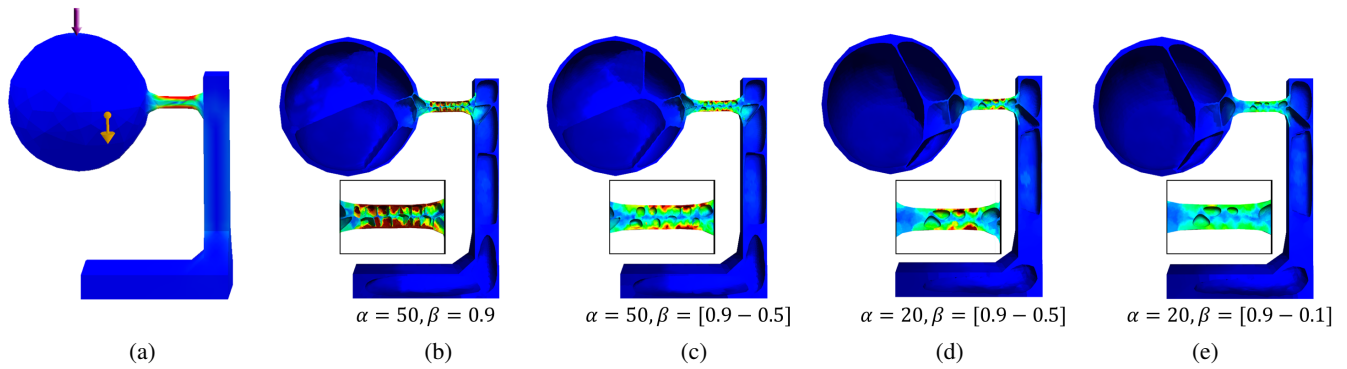 α = 50, β = 0.9
α = 50, β = [0.9 − 0.5]
α = 20, β = [0.9 − 0.5]
α = 20, β = [0.9 − 0.1]
(a)
(b)
(c)
(d)
(e)